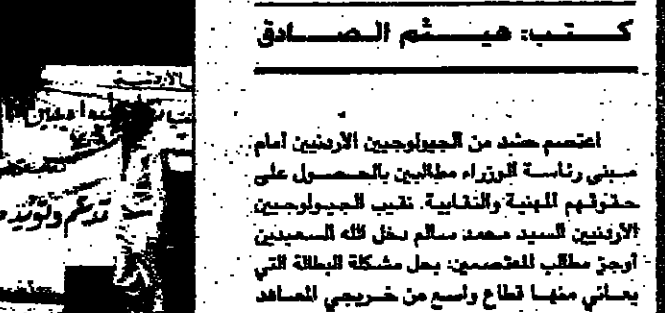 كتب: هيثم الصادق
اعتصم حشد من الجيولوجيين الأردنيين أمام
مبنى رئاسة الوزراء مطالبين بالحصول على
حقوقهم المهنية والنقابية. نقيب الجيولوجيين
الأردنيين السيد محمد سالم دخل الله السعيديين
أوجز مطالب المعتصمين: بحل مشكلة البطالة التي
يعاني منها قطاع واسع من خريجي المعاهد